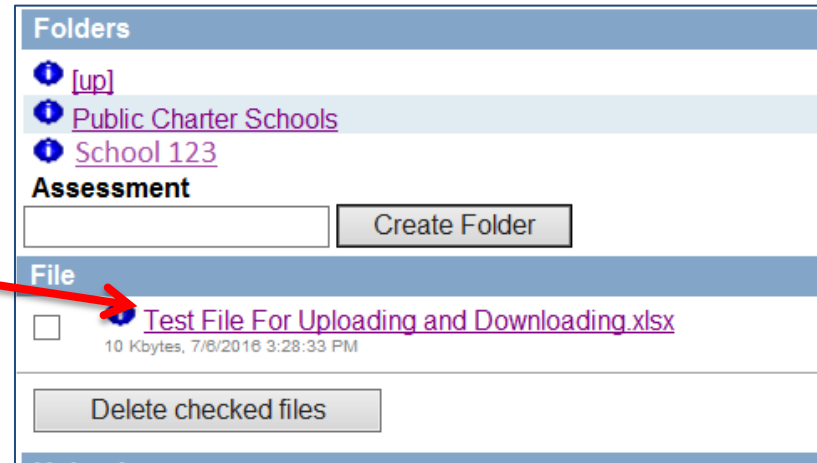 Folders
[up]
Public Charter Schools
School 123
Assessment
Create Folder
File
Test File For Uploading and Downloading.xlsx
10 Kbytes, 7/6/2016 3:28:33 PM
Delete checked files